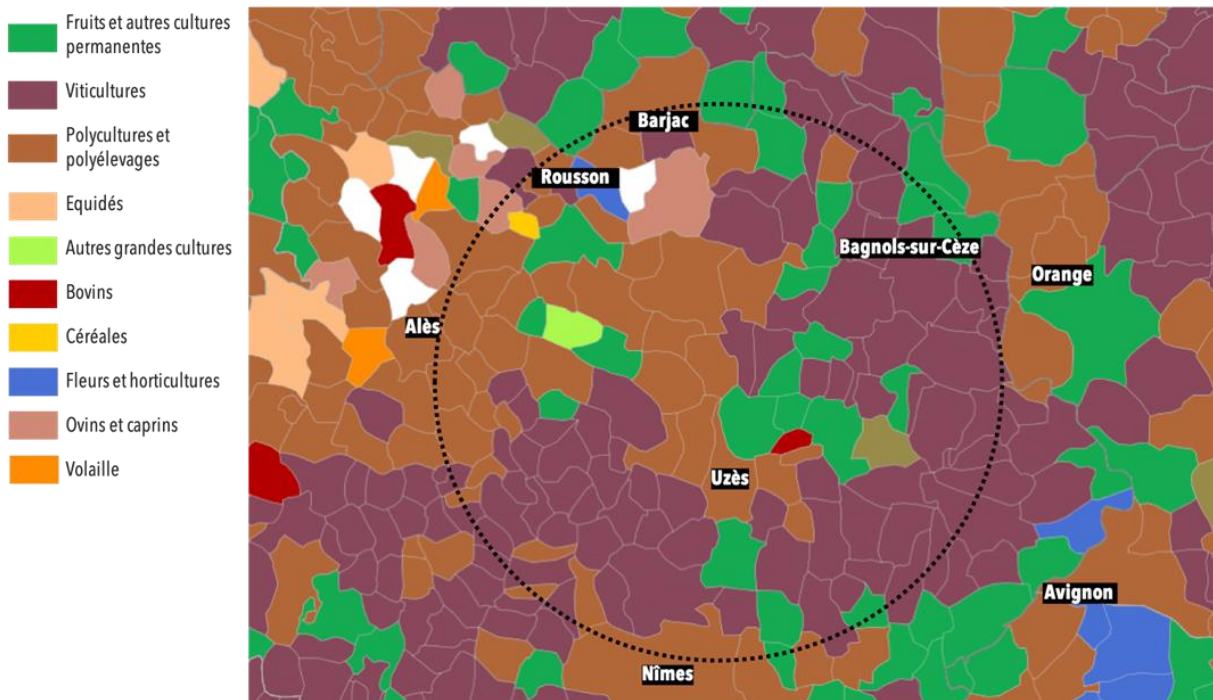 Fruits et autres cultures
permanentes
Viticultures
Polycultures et
polyélevages
Equidés
Autres grandes cultures
Bovins
Céréales
Fleurs et horticultures
Ovins et caprins
Volaille
Barjac
Rousson
Bagnols-sur-Cèze
Orange
Alès
Uzès
Avignon
Nîmes